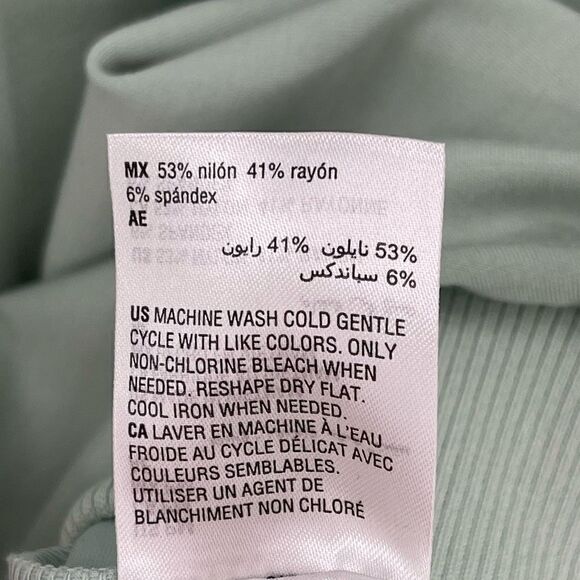 MX 53% nilón 41% rayón
6% spándex
AE
53% نايلون 41% رايون
6% سباندكس
US MACHINE WASH COLD GENTLE
CYCLE WITH LIKE COLORS. ONLY
NON-CHLORINE BLEACH WHEN
NEEDED. RESHAPE DRY FLAT.
COOL IRON WHEN NEEDED.
CA LAVER EN MACHINE À L'EAU
FROIDE AU CYCLE DÉLICAT AVEC
COULEURS SEMBLABLES.
UTILISER UN AGENT DE
BLANCHIMENT NON CHLORÉ